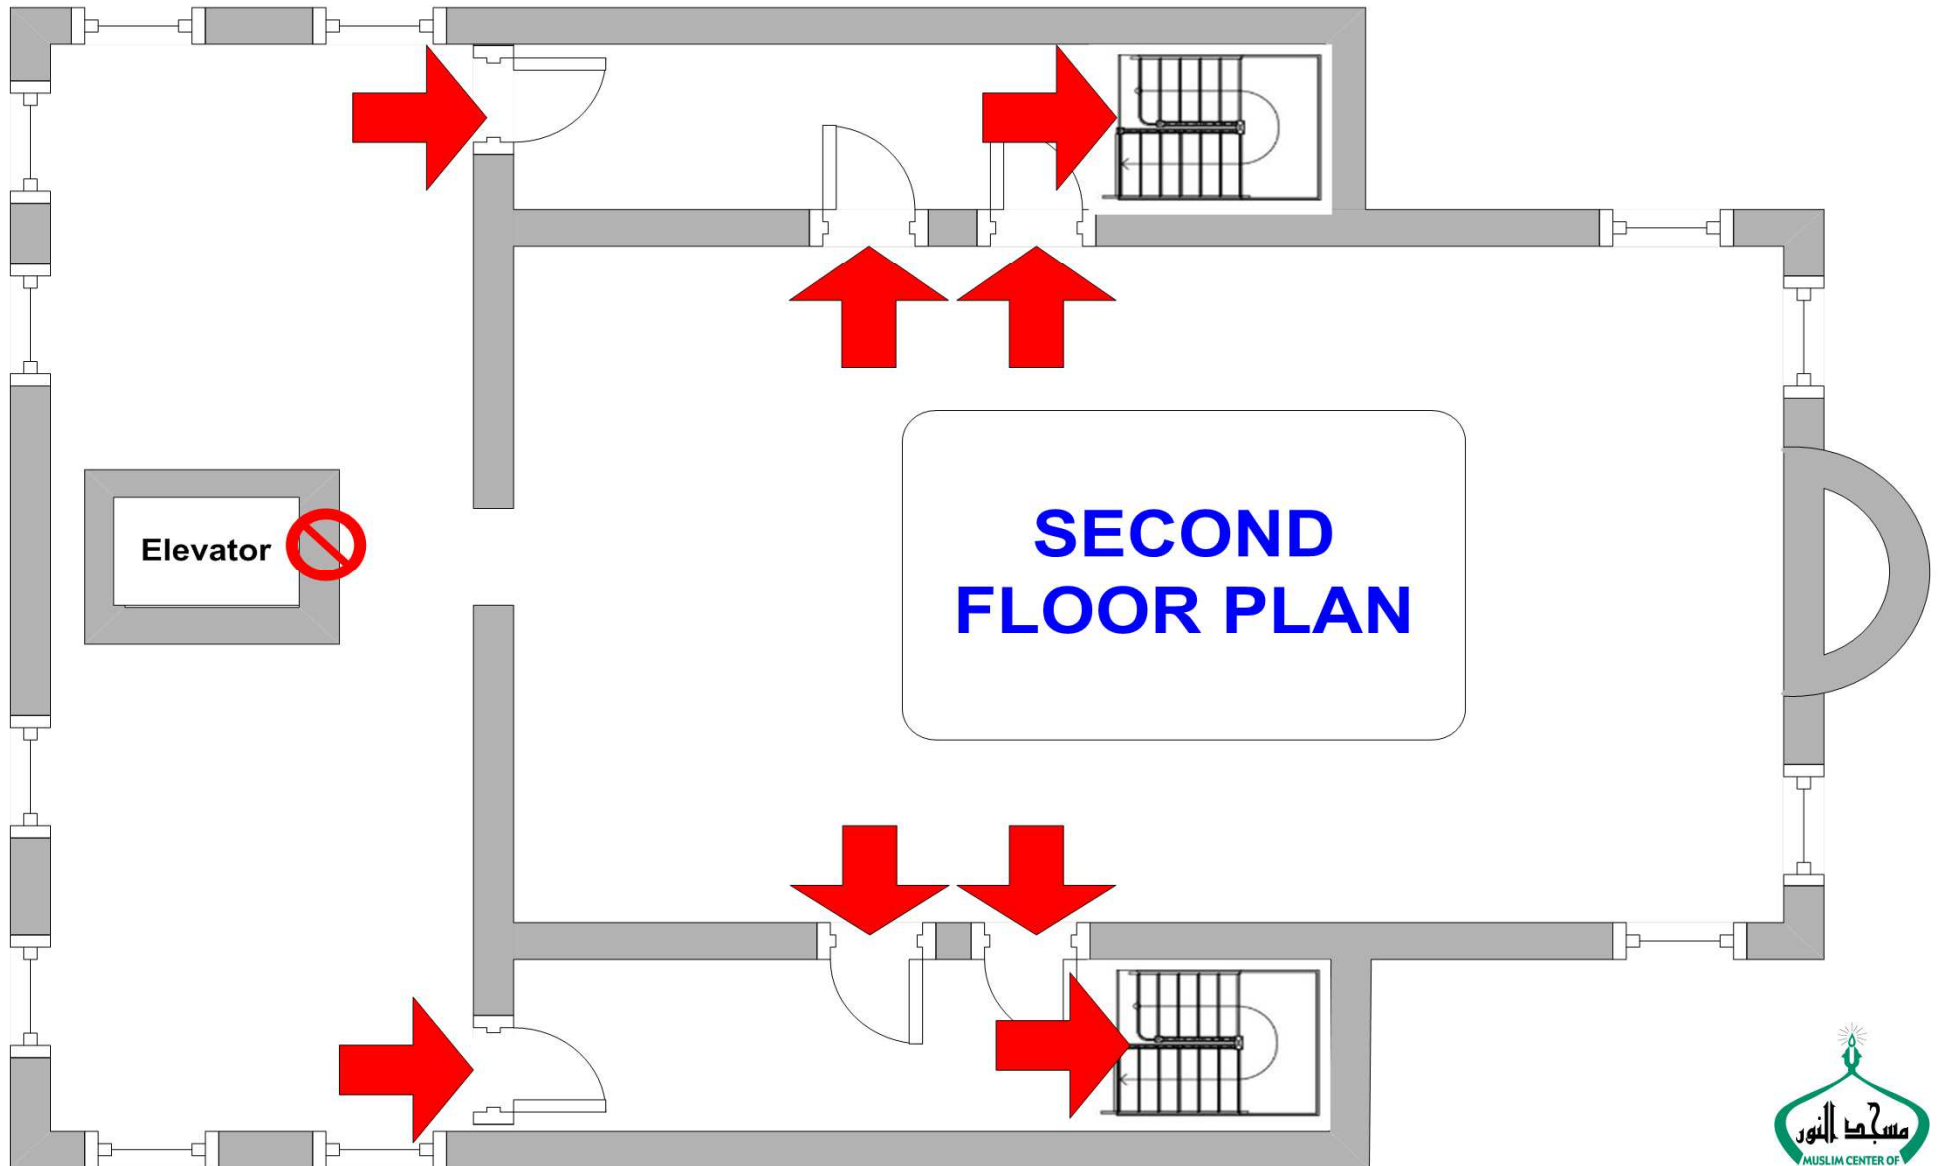 Elevator
SECOND
FLOOR PLAN
مسجد النور
MUSLIM CENTER OF